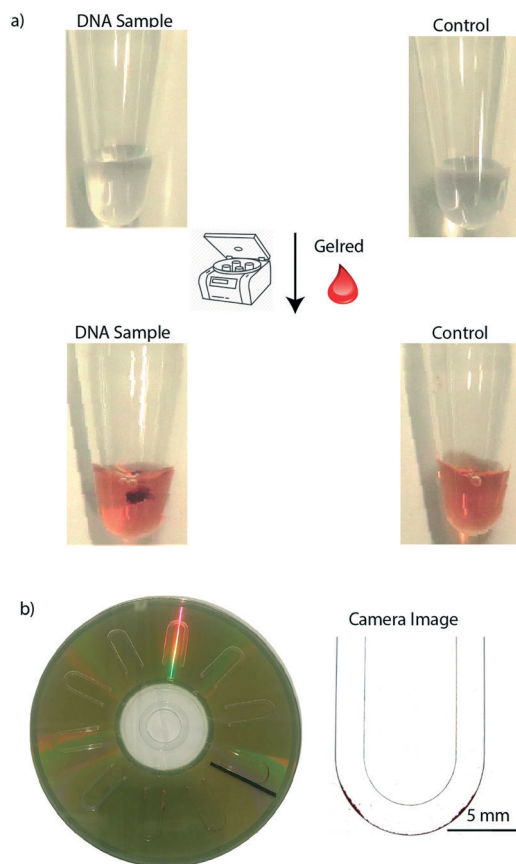 a)
DNA Sample
Control
Gelred
DNA Sample
Control
b)
Camera Image
5 mm